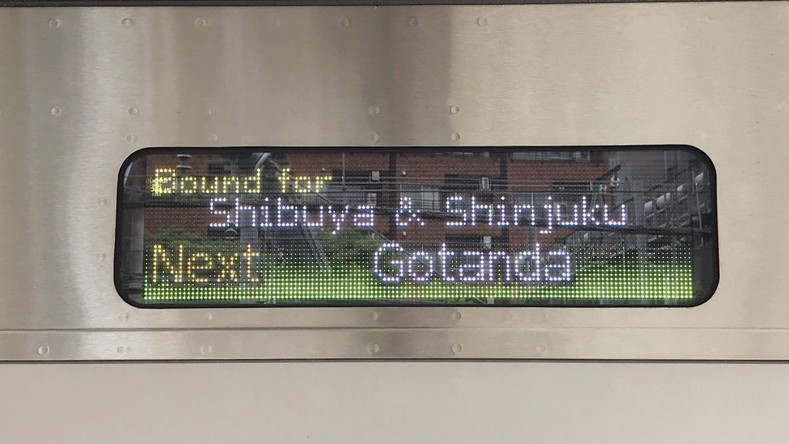 Bound for
Shibuya & Shinjuku
Next Gotanda